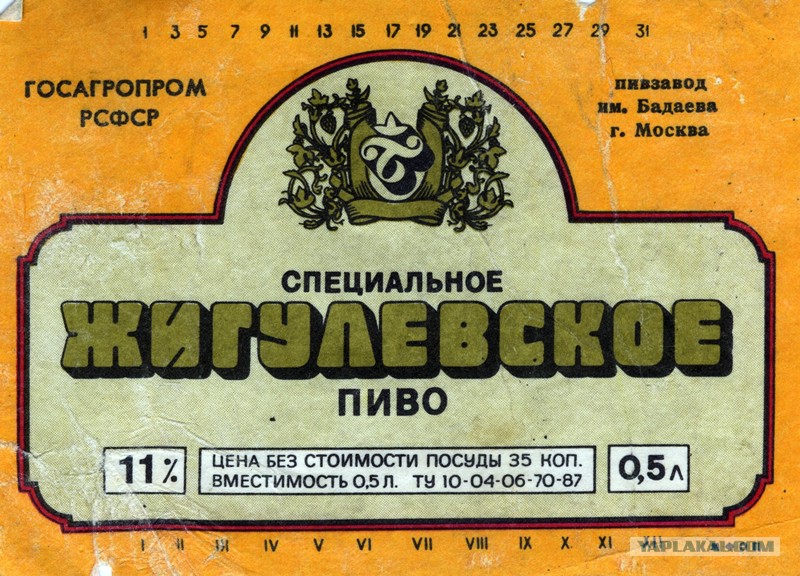 1 3 5 7 9 11 13 15 17 19 21 23 25 27 29 31
ГОСАГРОПРОМ
РСФСР
пивзавод
им. Бадаева
г. Москва
СПЕЦИАЛЬНОЕ
ЖИГУЛЕВСКОЕ
ПИВО
11%
ЦЕНА БЕЗ СТОИМОСТИ ПОСУДЫ 35 КОП.
ВМЕСТИМОСТЬ 0,5 Л. ТУ 10-04-06-70-87
0,5 л
I II III IV V VI VII VIII IX X XI XII
YAPLAKAL.COM